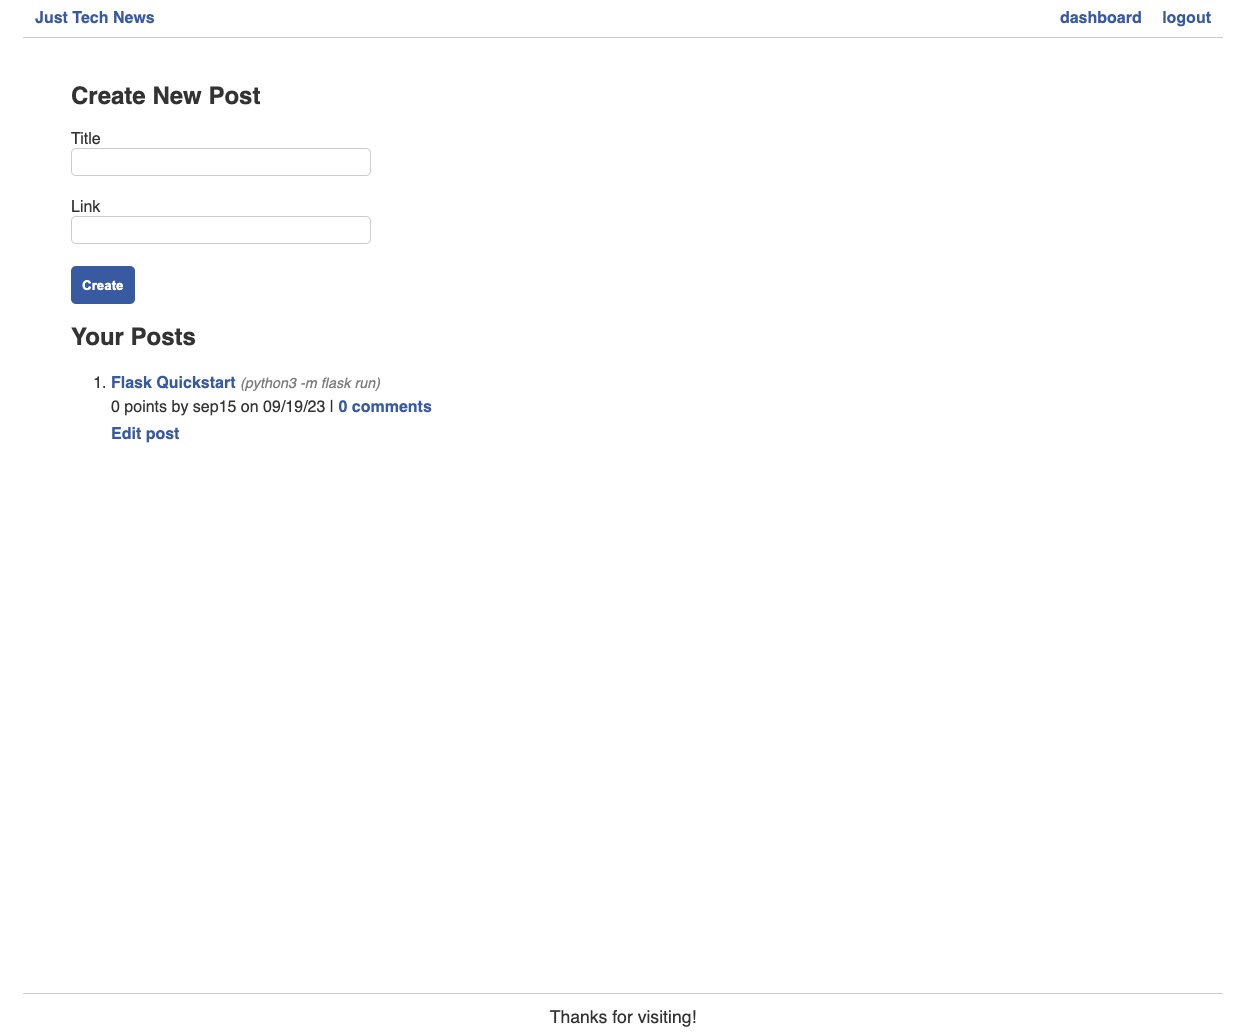 Just Tech News dashboard logout
Create New Post
Title
Link
Create
Your Posts
1. Flask Quickstart (python3 -m flask run)
0 points by sep15 on 09/19/23 | 0 comments
Edit post
Thanks for visiting!